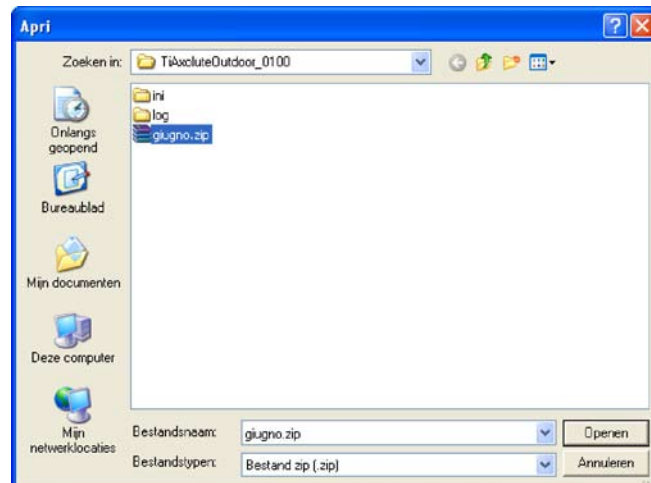 Apri
Zoeken in: TiAxoluteOutdoor_0100
ini
log
giugno.zip
Onlangs geopend
Bureaublad
Mijn documenten
Deze computer
Mijn netwerklocaties
Bestandsnaam: giugno.zip Openen
Bestandstypen: Bestand zip (.zip) Annuleren